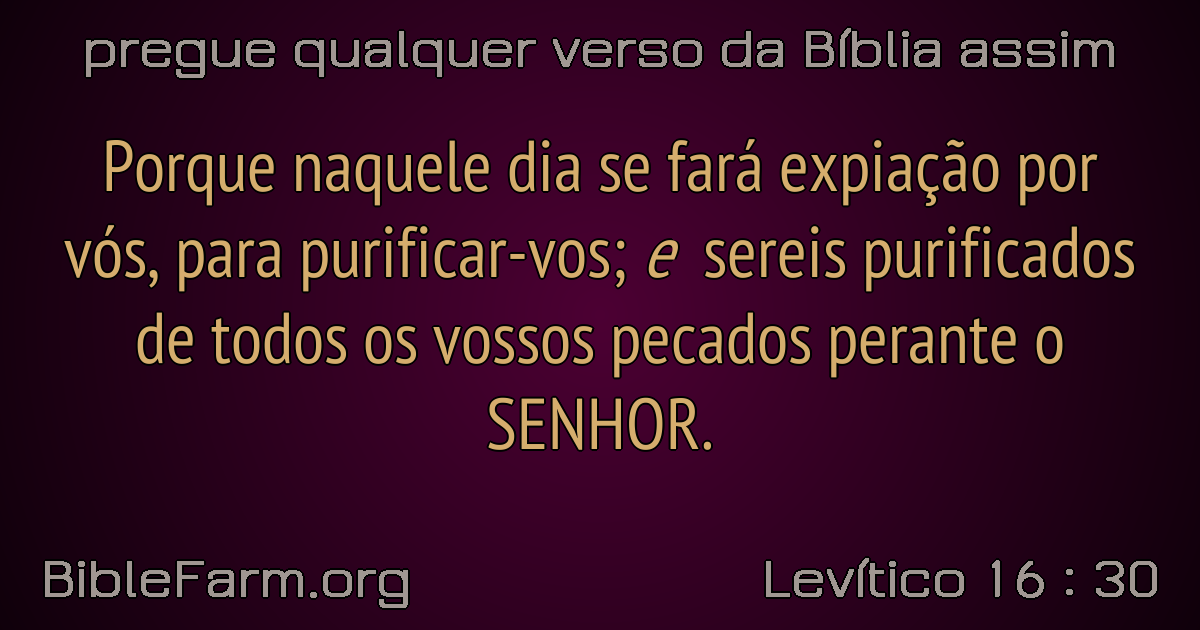 pregue qualquer verso da Bíblia assim
Porque naquele dia se fará expiação por
vós, para purificar-vos; e sereis purificados
de todos os vossos pecados perante o
SENHOR.
BibleFarm.org
Levítico 16 : 30